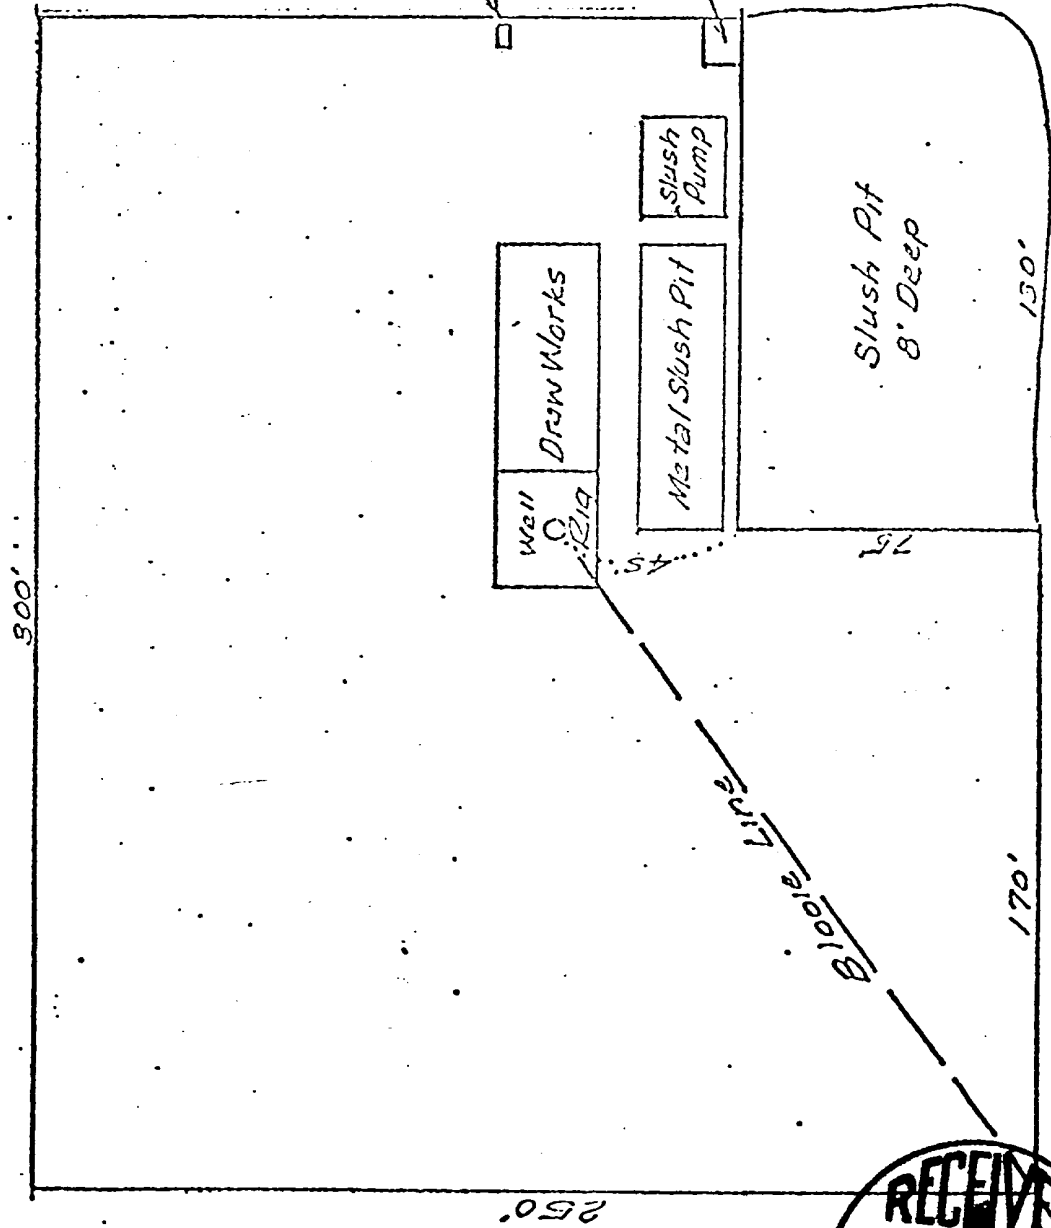 300'
Well
Rig
Draw Works
Slush
Pump
Metal Slush Pit
Slush Pit
8' Deep
130'
75'
45'
Blooie Line
170'
250'
RECEIVE